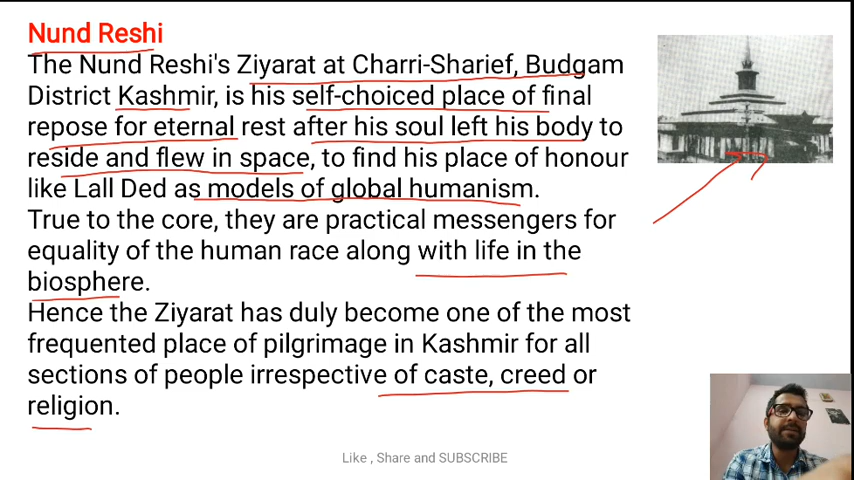 Nund Reshi
The Nund Reshi's Ziyarat at Charri-Sharief, Budgam
District Kashmir, is his self-choiced place of final
repose for eternal rest after his soul left his body to
reside and flew in space, to find his place of honour
like Lall Ded as models of global humanism.
True to the core, they are practical messengers for
equality of the human race along with life in the
biosphere.
Hence the Ziyarat has duly become one of the most
frequented place of pilgrimage in Kashmir for all
sections of people irrespective of caste, creed or
religion.
Like , Share and SUBSCRIBE